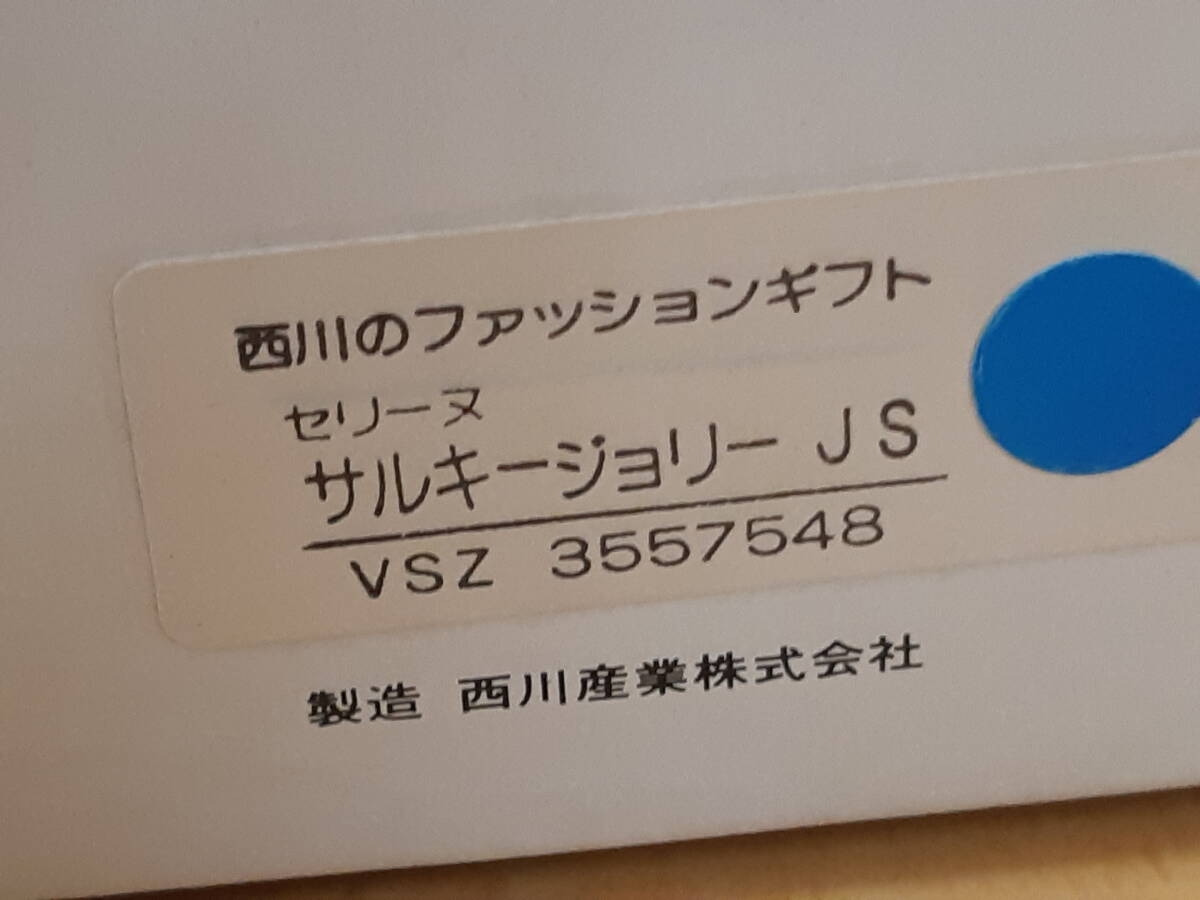 西川のファッションギフト
セリーヌ
サルキージョリー JS
VSZ 3557548
製造 西川産業株式会社